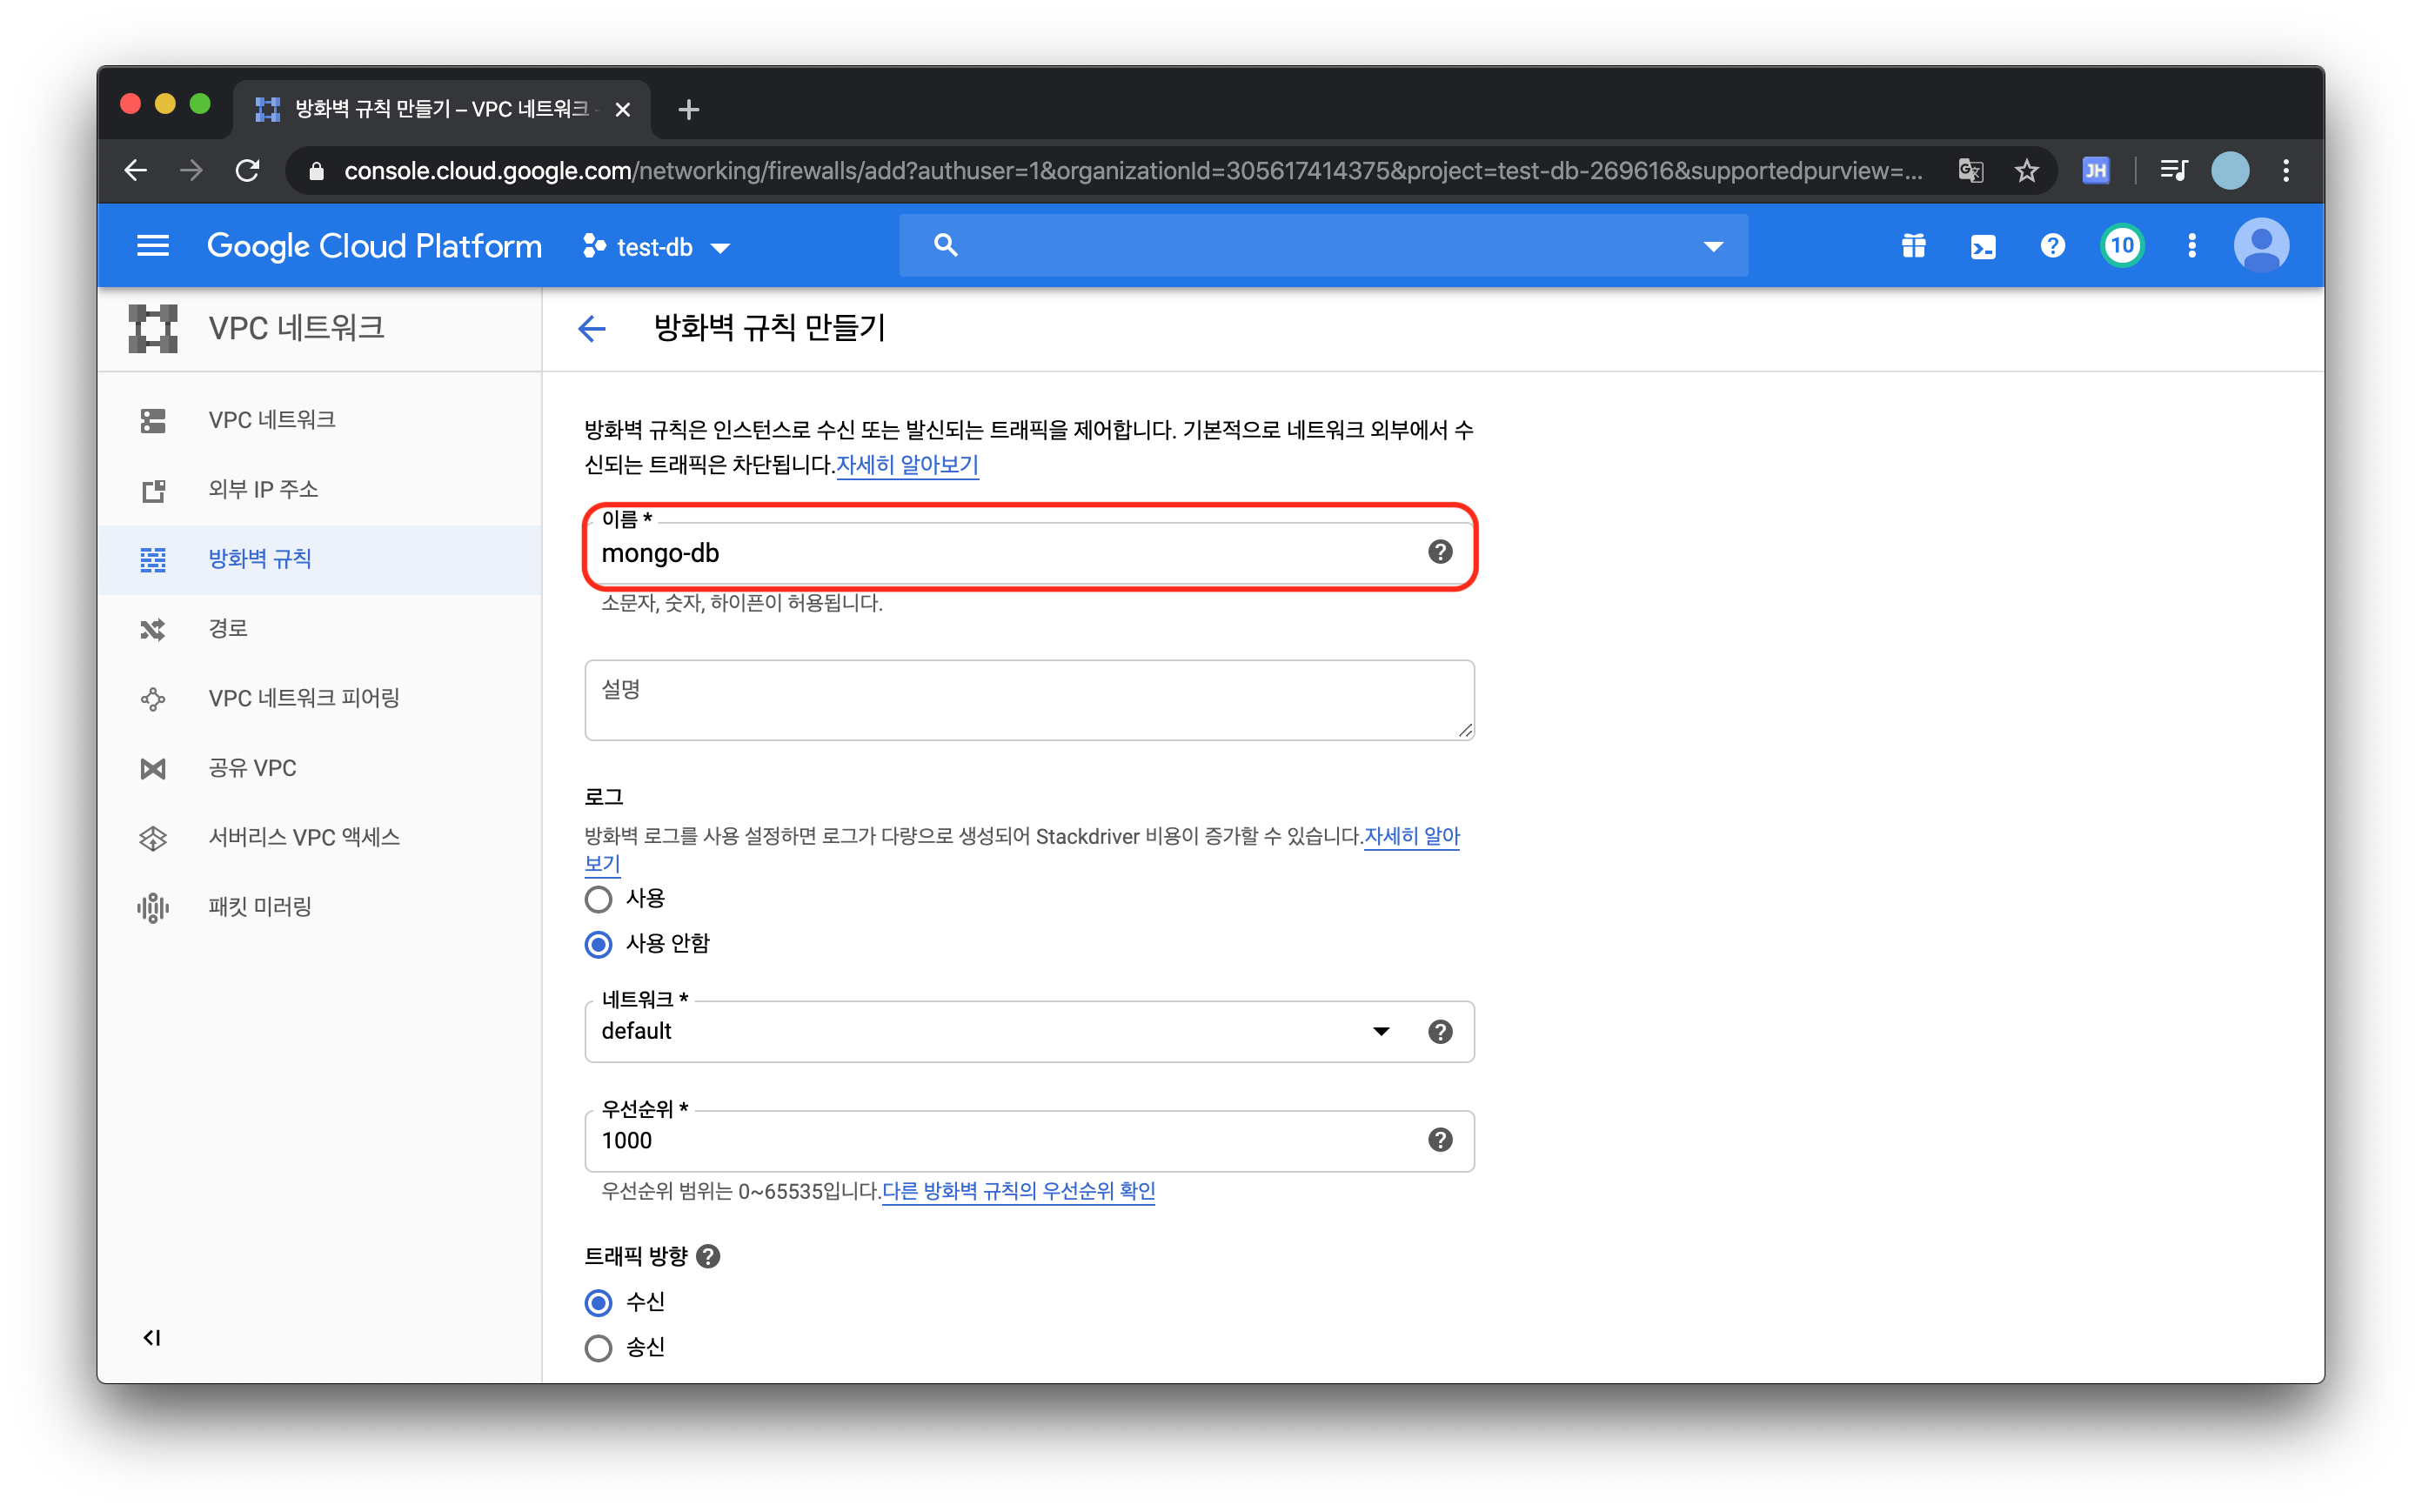 방화벽 규칙 만들기 – VPC 네트워크 -
console.cloud.google.com/networking/firewalls/add?authuser=1&organizationId=305617414375&project=test-db-269616&supportedpurview=...
JH
Google Cloud Platform
test-db
10
VPC 네트워크
방화벽 규칙 만들기
VPC 네트워크
외부 IP 주소
방화벽 규칙
경로
VPC 네트워크 피어링
공유 VPC
서버리스 VPC 액세스
패킷 미러링
방화벽 규칙은 인스턴스로 수신 또는 발신되는 트래픽을 제어합니다. 기본적으로 네트워크 외부에서 수
신되는 트래픽은 차단됩니다.자세히 알아보기
이름 *
mongo-db
소문자, 숫자, 하이픈이 허용됩니다.
설명
로그
방화벽 로그를 사용 설정하면 로그가 다량으로 생성되어 Stackdriver 비용이 증가할 수 있습니다.자세히 알아
보기
사용
사용 안함
네트워크 *
default
우선순위 *
1000
우선순위 범위는 0~65535입니다.다른 방화벽 규칙의 우선순위 확인
트래픽 방향
수신
송신